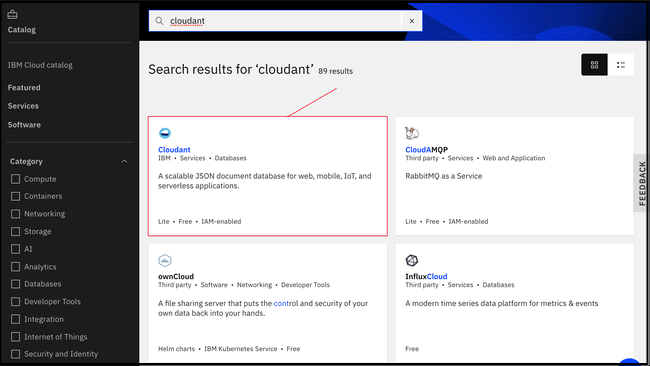 Catalog
IBM Cloud catalog
Featured
Services
Software
Category
Compute
Containers
Networking
Storage
AI
Analytics
Databases
Developer Tools
Integration
Internet of Things
Security and Identity
cloudant
Search results for ‘cloudant’ 89 results
Cloudant
IBM • Services • Databases
A scalable JSON document database for web, mobile, IoT, and
serverless applications.
Lite • Free • IAM-enabled
CloudAMQP
Third party • Services • Web and Application
RabbitMQ as a Service
Lite • Free • IAM-enabled
ownCloud
Third party • Software • Networking • Developer Tools
A file sharing server that puts the control and security of your
own data back into your hands.
Helm charts • IBM Kubernetes Service • Free
InfluxCloud
Third party • Services • Databases
A modern time series data platform for metrics & events
Free
FEEDBACK